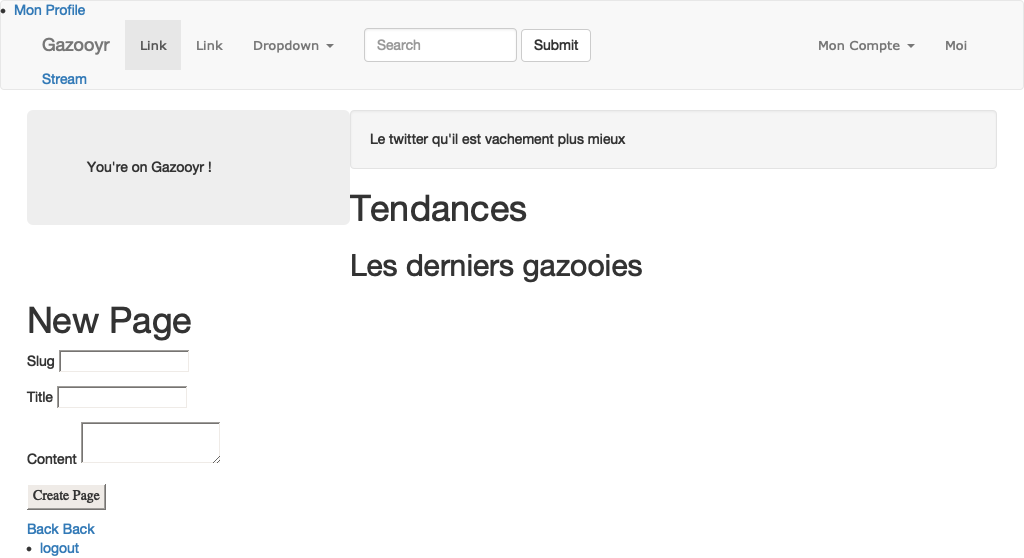 Mon Profile
Gazooyr Link Link Dropdown Search Submit Mon Compte Moi
Stream
You're on Gazooyr !
Le twitter qu'il est vachement plus mieux
Tendances
Les derniers gazooies
New Page
Slug
Title
Content
Create Page
Back Back
logout